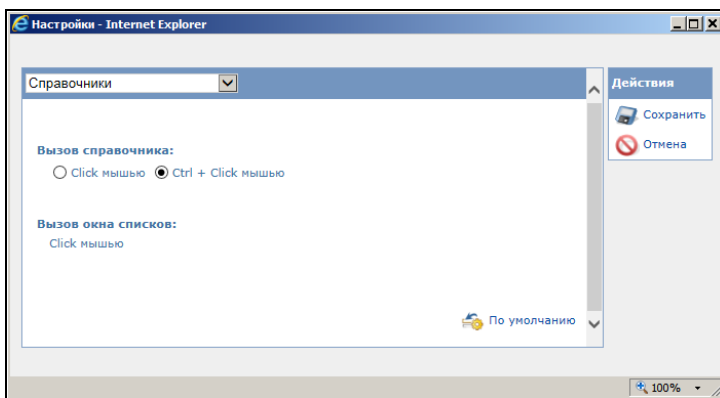 Настройки - Internet Explorer
Справочники
Действия
Сохранить
Отмена
Вызов справочника:
Click мышью Ctrl + Click мышью
Вызов окна списков:
Click мышью
По умолчанию
100%